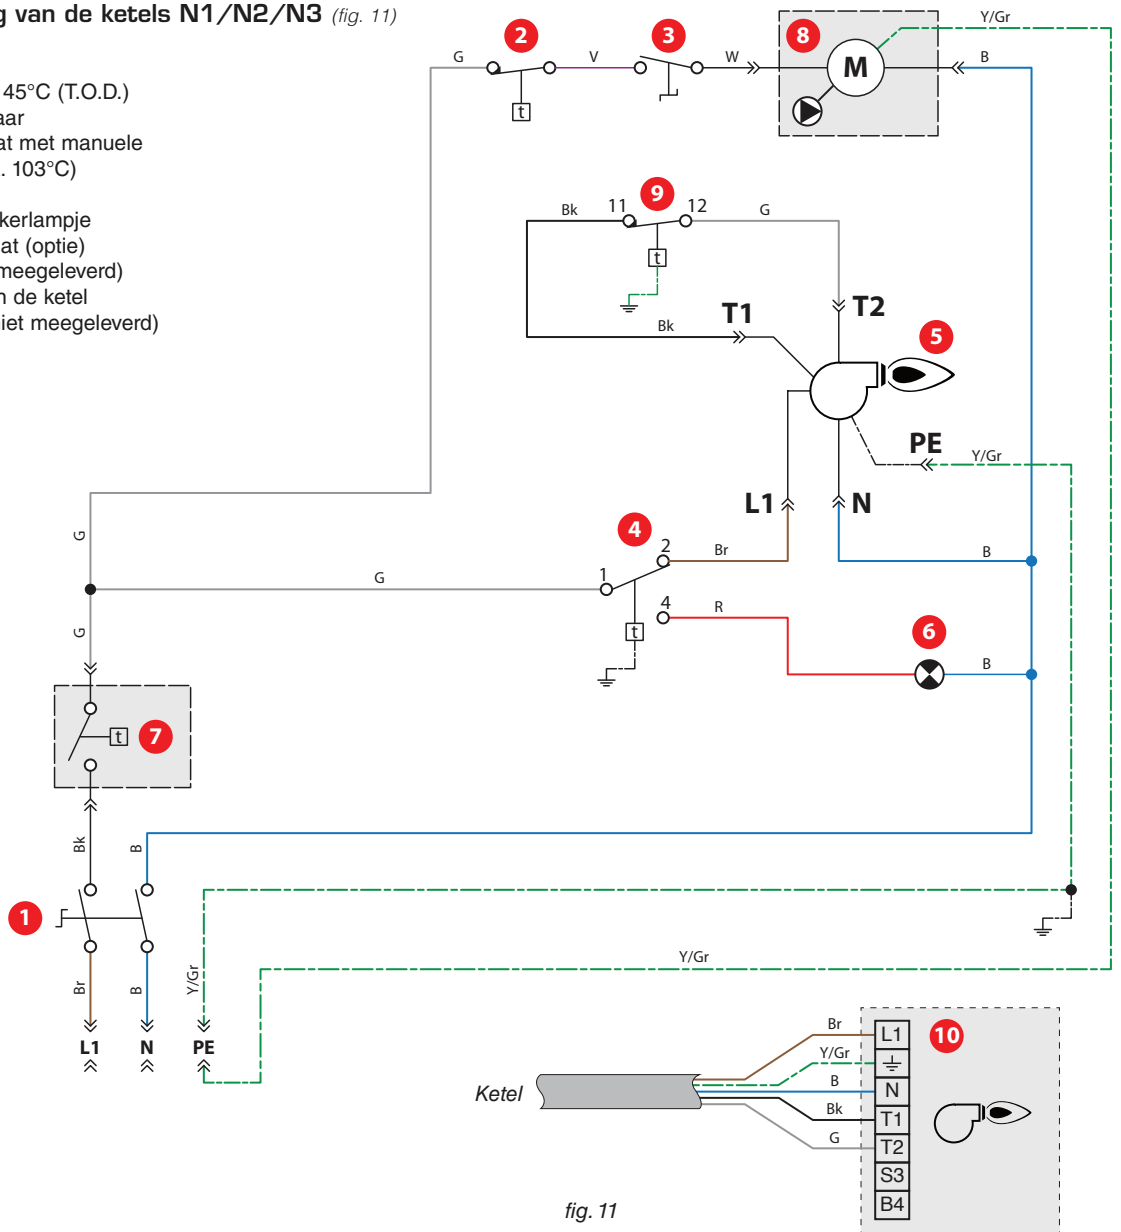 g van de ketels N1/N2/N3 (fig. 11)
45°C (T.O.D.)
aar
at met manuele
. 103°C)
kerlampje
at (optie)
meegeleverd)
n de ketel
iet meegeleverd)
G 2 V 3 W 8 M Y/Gr B
t
9
Bk 11 12 G
t
T1 T2
Bk
5
PE
Y/Gr
L1 N
4
2
Br B
G
G 1
4 R
t
6
B
G
t 7
Bk B
1
Y/Gr
Br B Y/Gr
L1 N PE
Br L1 10
Y/Gr
Ketel B N
Bk T1
G T2
S3
B4
fig. 11